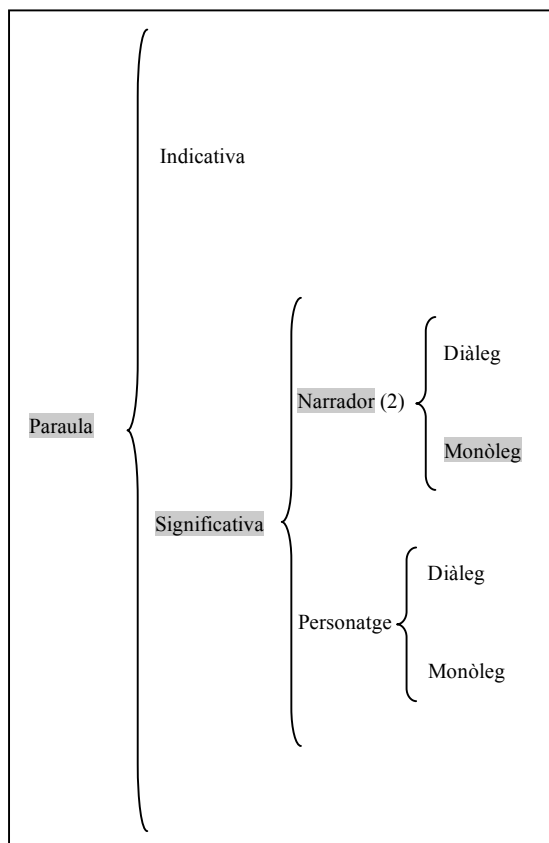 Indicativa
Diàleg
Narrador (2)
Paraula
Monòleg
Significativa
Diàleg
Personatge
Monòleg